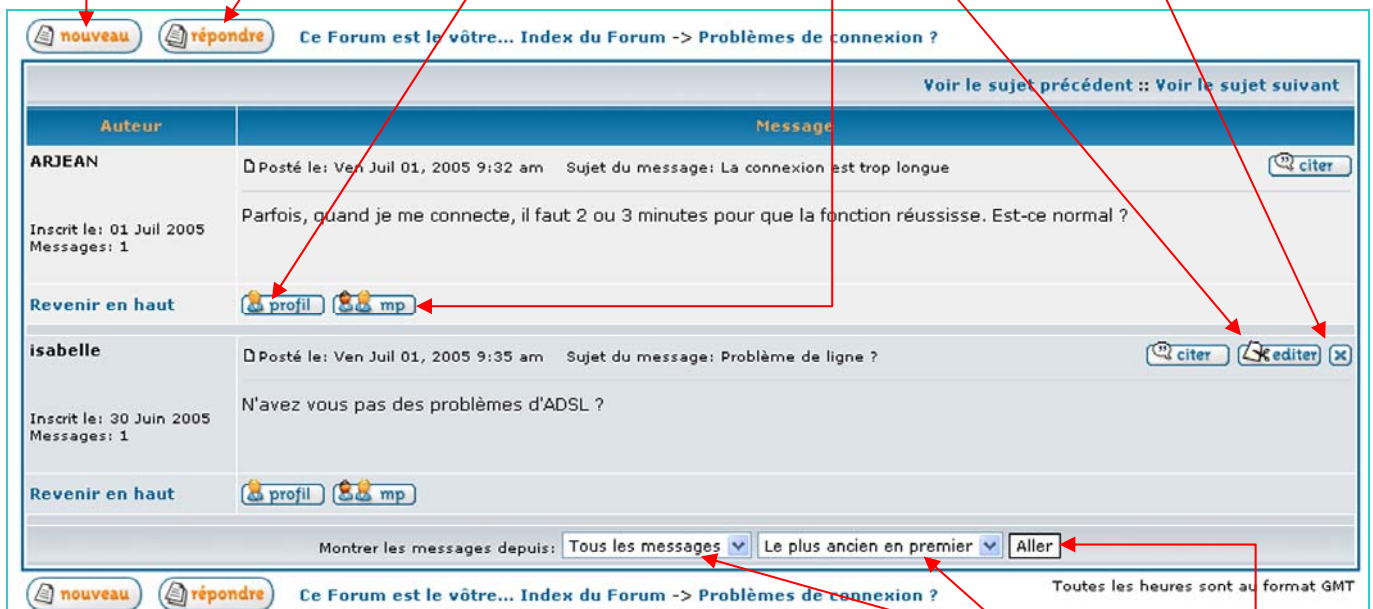 nouveau répondre Ce Forum est le vôtre... Index du Forum -> Problèmes de connexion ?
Voir le sujet précédent :: Voir le sujet suivant
Auteur Message
ARJEAN Posté le: Ven Juil 01, 2005 9:32 am Sujet du message: La connexion est trop longue citer
Parfois, quand je me connecte, il faut 2 ou 3 minutes pour que la fonction réussisse. Est-ce normal ?
Inscrit le: 01 Juil 2005
Messages: 1
Revenir en haut profil mp
isabelle Posté le: Ven Juil 01, 2005 9:35 am Sujet du message: Problème de ligne ? citer editer x
N'avez vous pas des problèmes d'ADSL ?
Inscrit le: 30 Juin 2005
Messages: 1
Revenir en haut profil mp
Montrer les messages depuis: Tous les messages Le plus ancien en premier Aller
nouveau répondre Ce Forum est le vôtre... Index du Forum -> Problèmes de connexion ? Toutes les heures sont au format GMT